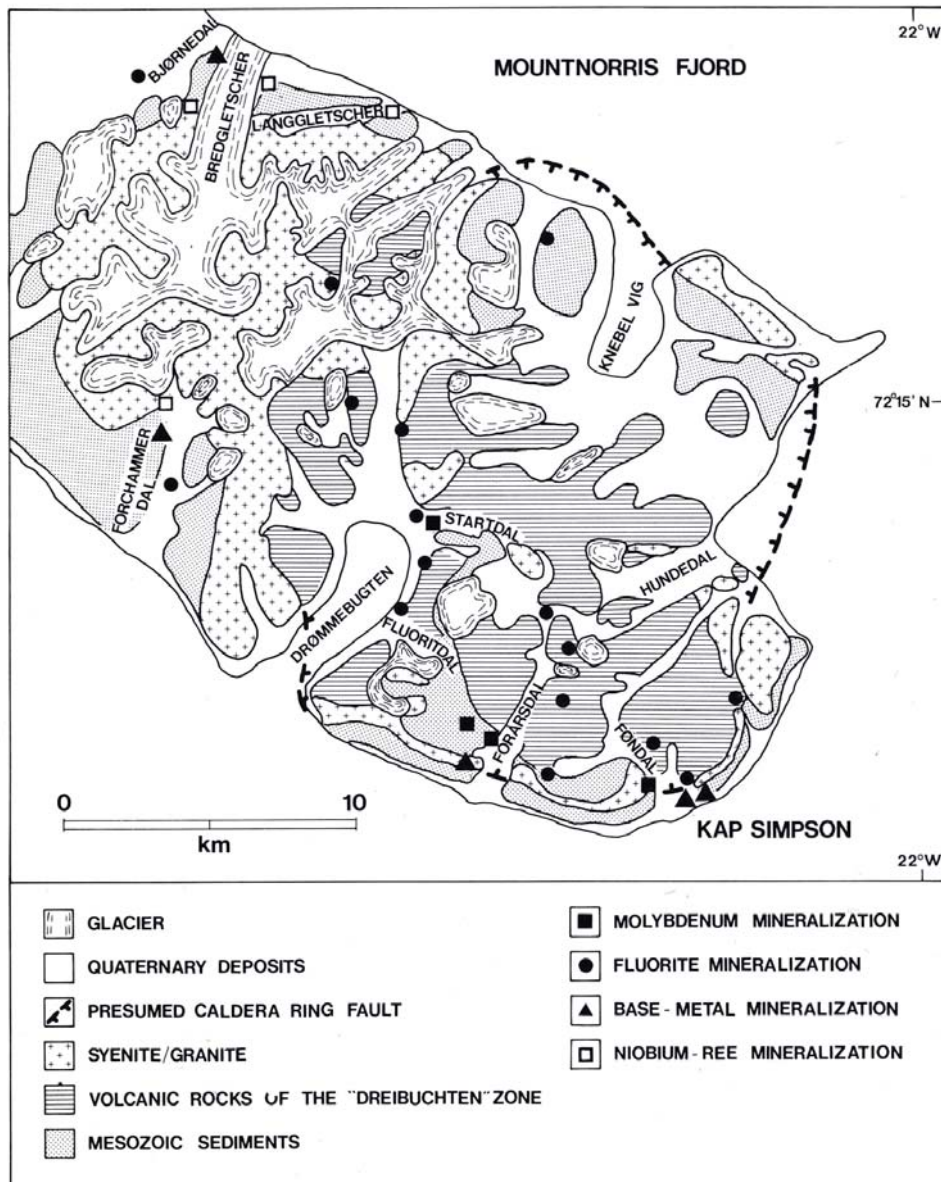 22°W
MOUNTNORRIS FJORD
BJØRNEDAL
BREDGLETSCHER
LANGGLETSCHER
KNEBEL VIG
72°15' N
FORCHAMMER
DAL
STARTDAL
HUNDEDAL
DRØMMEBUGTEN
FLUORITDAL
FORÅRSDAL
FØNDAL
0
10
km
KAP SIMPSON
22°W
GLACIER
QUATERNARY DEPOSITS
PRESUMED CALDERA RING FAULT
SYENITE/GRANITE
VOLCANIC ROCKS OF THE "DREIBUCHTEN" ZONE
MESOZOIC SEDIMENTS
MOLYBDENUM MINERALIZATION
FLUORITE MINERALIZATION
BASE-METAL MINERALIZATION
NIOBIUM-REE MINERALIZATION